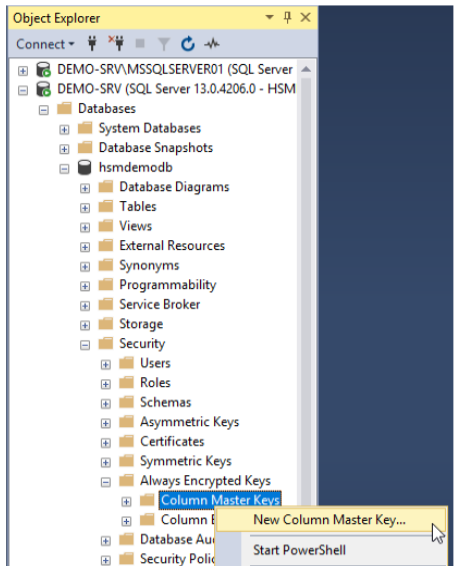 Object Explorer
Connect
DEMO-SRV\MSSQLSERVER01 (SQL Server
DEMO-SRV (SQL Server 13.0.4206.0 - HSM
Databases
System Databases
Database Snapshots
hsmdemodb
Database Diagrams
Tables
Views
External Resources
Synonyms
Programmability
Service Broker
Storage
Security
Users
Roles
Schemas
Asymmetric Keys
Certificates
Symmetric Keys
Always Encrypted Keys
Column Master Keys
Column E
New Column Master Key...
Database Au
Start PowerShell
Security Polic